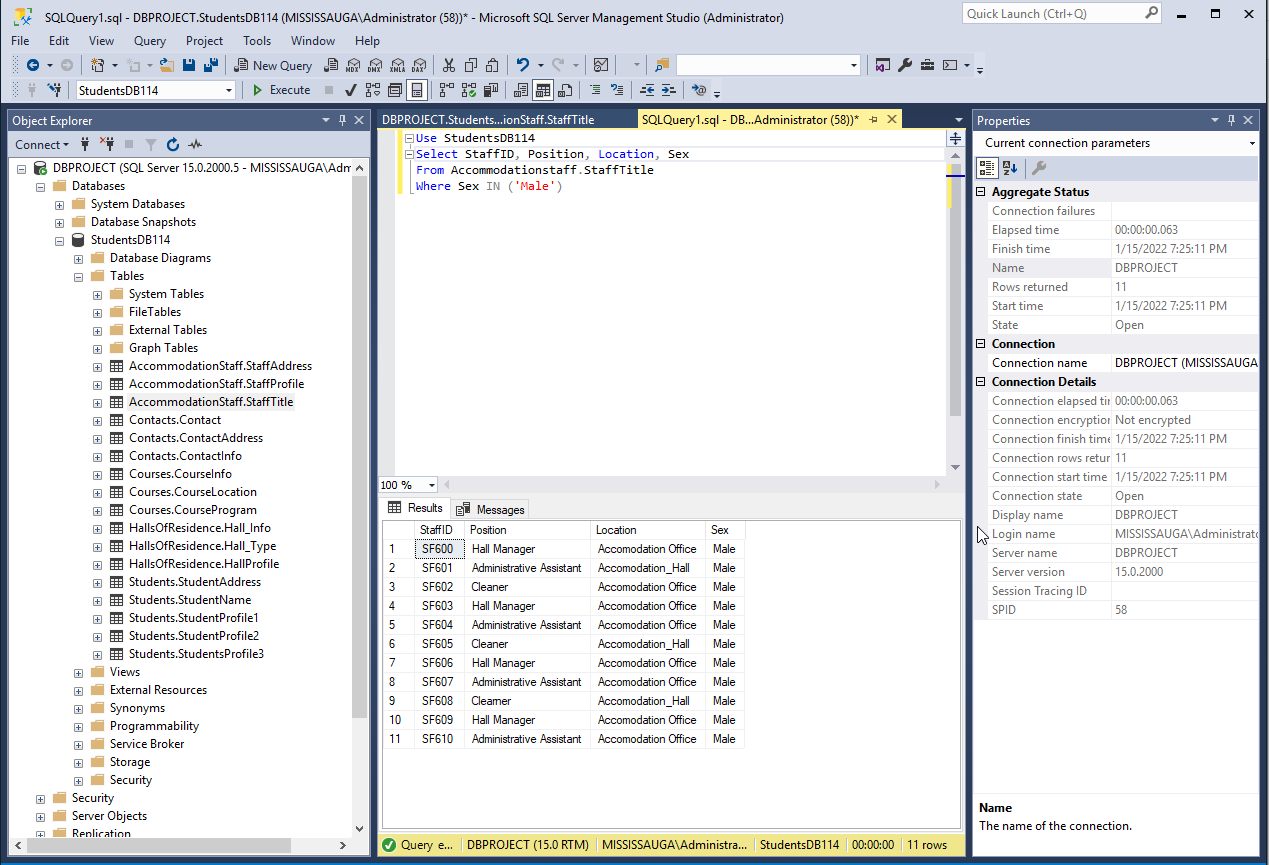 SQLQuery1.sql - DBPROJECT.StudentsDB114 (MISSISSAUGA\Administrator (58))* - Microsoft SQL Server Management Studio (Administrator)
Quick Launch (Ctrl+Q)
File Edit View Query Project Tools Window Help
New Query MDX DMX XMLA DAX
StudentsDB114 Execute
Object Explorer
Connect
DBPROJECT (SQL Server 15.0.2000.5 - MISSISSAUGA\Adm
Databases
System Databases
Database Snapshots
StudentsDB114
Database Diagrams
Tables
System Tables
FileTables
External Tables
Graph Tables
AccommodationStaff.StaffAddress
AccommodationStaff.StaffProfile
AccommodationStaff.StaffTitle
Contacts.Contact
Contacts.ContactAddress
Contacts.ContactInfo
Courses.CourseInfo
Courses.CourseLocation
Courses.CourseProgram
HallsOfResidence.Hall_Info
HallsOfResidence.Hall_Type
HallsOfResidence.HallProfile
Students.StudentAddress
Students.StudentName
Students.StudentProfile1
Students.StudentProfile2
Students.StudentsProfile3
Views
External Resources
Synonyms
Programmability
Service Broker
Storage
Security
Security
Server Objects
Replication
DBPROJECT.Students...ionStaff.StaffTitle SQLQuery1.sql - DB...Administrator (58))*
Use StudentsDB114
Select StaffID, Position, Location, Sex
From Accommodationstaff.StaffTitle
Where Sex IN ('Male')
100 %
Results Messages
StaffID Position Location Sex
1 SF600 Hall Manager Accomodation Office Male
2 SF601 Administrative Assistant Accomodation_Hall Male
3 SF602 Cleaner Accomodation Office Male
4 SF603 Hall Manager Accomodation Office Male
5 SF604 Administrative Assistant Accomodation Office Male
6 SF605 Cleaner Accomodation_Hall Male
7 SF606 Hall Manager Accomodation Office Male
8 SF607 Administrative Assistant Accomodation Office Male
9 SF608 Clearner Accomodation_Hall Male
10 SF609 Hall Manager Accomodation Office Male
11 SF610 Administrative Assistant Accomodation Office Male
Query e... DBPROJECT (15.0 RTM) MISSISSAUGA\Administra... StudentsDB114 00:00:00 11 rows
Properties
Current connection parameters
Aggregate Status
Connection failures
Elapsed time 00:00:00.063
Finish time 1/15/2022 7:25:11 PM
Name DBPROJECT
Rows returned 11
Start time 1/15/2022 7:25:11 PM
State Open
Connection
Connection name DBPROJECT (MISSISSAUGA
Connection Details
Connection elapsed tir 00:00:00.063
Connection encryption Not encrypted
Connection finish time 1/15/2022 7:25:11 PM
Connection rows retur 11
Connection start time 1/15/2022 7:25:11 PM
Connection state Open
Display name DBPROJECT
Login name MISSISSAUGA\Administrato
Server name DBPROJECT
Server version 15.0.2000
Session Tracing ID
SPID 58
Name
The name of the connection.